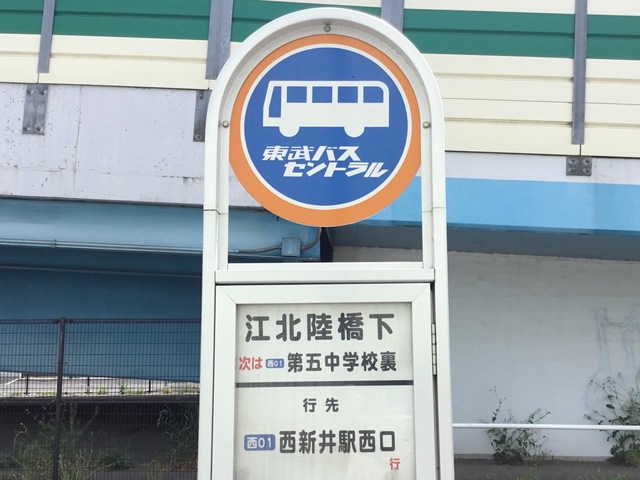 東武バス
セントラル
江北陸橋下
次は 西01 第五中学校裏
行先
西01 西新井駅西口
行